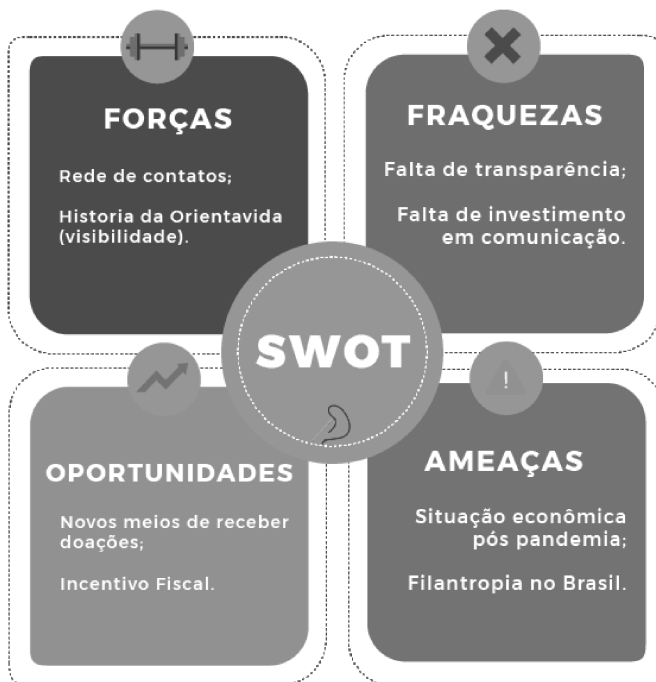 FORÇAS
Rede de contatos;
Historia da Orientavida
(visibilidade).
FRAQUEZAS
Falta de transparência;
Falta de investimento
em comunicação.
SWOT
OPORTUNIDADES
Novos meios de receber
doações;
Incentivo Fiscal.
!
AMEAÇAS
Situação econômica
pós pandemia;
Filantropia no Brasil.